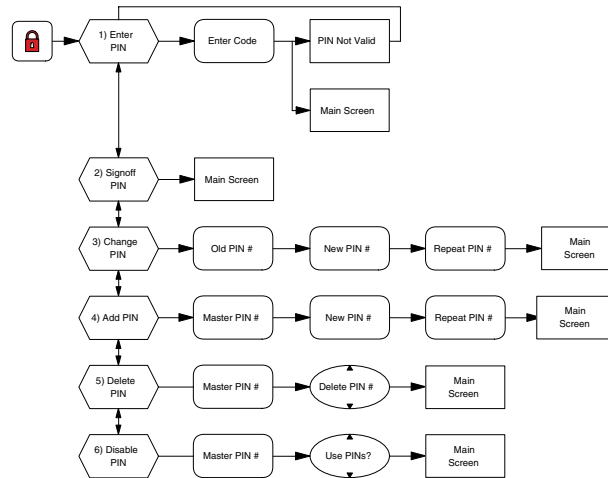 1) Enter
PIN
Enter Code
PIN Not Valid
Main Screen
2) Signoff
PIN
Main Screen
3) Change
PIN
Old PIN #
New PIN #
Repeat PIN #
Main
Screen
4) Add PIN
Master PIN #
New PIN #
Repeat PIN #
Main
Screen
5) Delete
PIN
Master PIN #
Delete PIN #
Main
Screen
6) Disable
PIN
Master PIN #
Use PINs?
Main
Screen